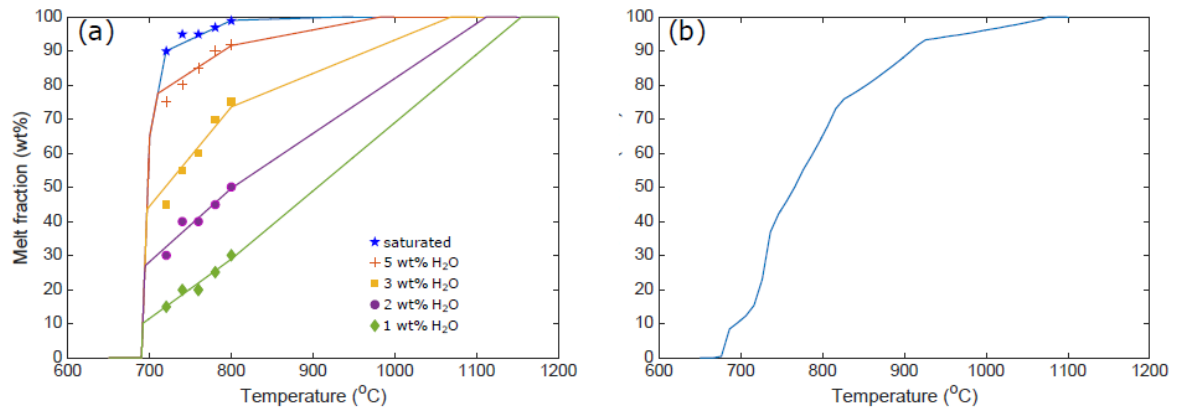 (a)
Melt fraction (wt%)
100
90
80
70
60
50
40
30
20
10
0
saturated
5 wt% H₂O
3 wt% H₂O
2 wt% H₂O
1 wt% H₂O
600 700 800 900 1000 1100 1200
Temperature (°C)
(b)
100
90
80
70
60
50
40
30
20
10
0
600 700 800 900 1000 1100 1200
Temperature (°C)